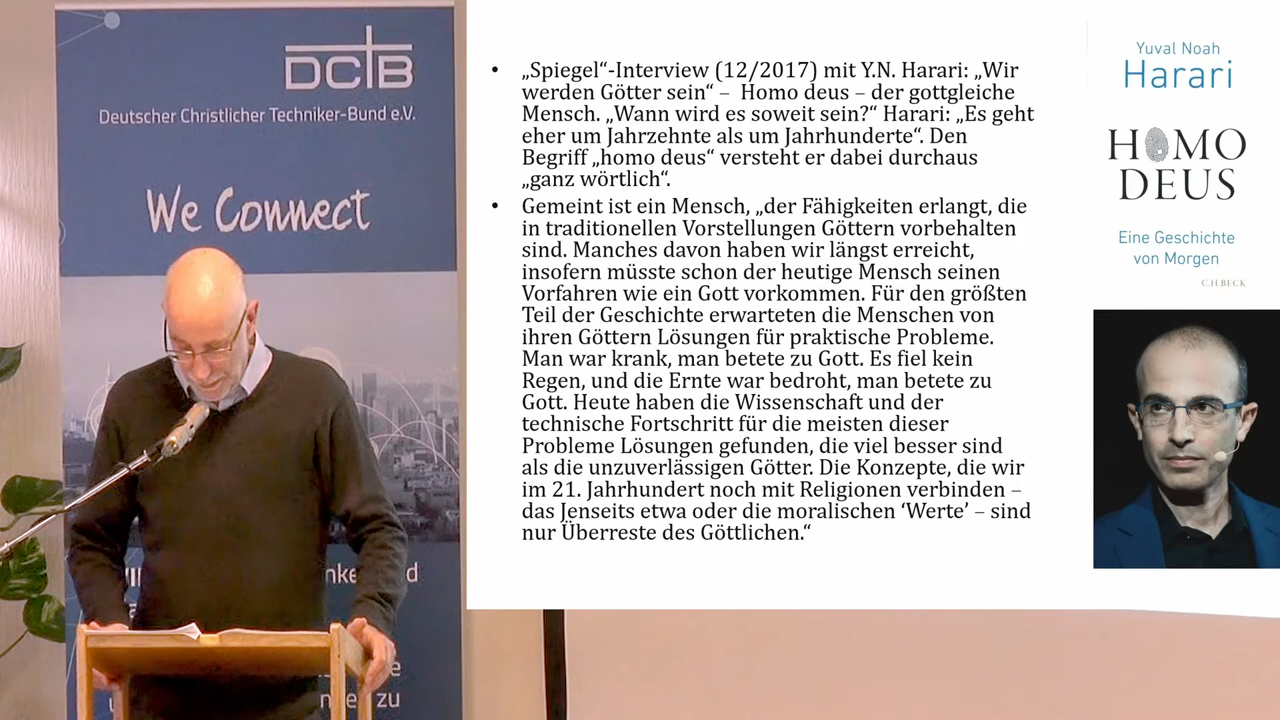 DCTB
Deutscher Christlicher Techniker-Bund e.V.
We Connect
• „Spiegel“-Interview (12/2017) mit Y.N. Harari: „Wir
werden Götter sein“ – Homo deus – der gottgleiche
Mensch. „Wann wird es soweit sein?“ Harari: „Es geht
eher um Jahrzehnte als um Jahrhunderte“. Den
Begriff „homo deus“ versteht er dabei durchaus
„ganz wörtlich“.
• Gemeint ist ein Mensch, „der Fähigkeiten erlangt, die
in traditionellen Vorstellungen Göttern vorbehalten
sind. Manches davon haben wir längst erreicht,
insofern müsste schon der heutige Mensch seinen
Vorfahren wie ein Gott vorkommen. Für den größten
Teil der Geschichte erwarteten die Menschen von
ihren Göttern Lösungen für praktische Probleme.
Man war krank, man betete zu Gott. Es fiel kein
Regen, und die Ernte war bedroht, man betete zu
Gott. Heute haben die Wissenschaft und der
technische Fortschritt für die meisten dieser
Probleme Lösungen gefunden, die viel besser sind
als die unzuverlässigen Götter. Die Konzepte, die wir
im 21. Jahrhundert noch mit Religionen verbinden –
das Jenseits etwa oder die moralischen ‘Werte’ – sind
nur Überreste des Göttlichen.“
Yuval Noah
Harari
HOMO
DEUS
Eine Geschichte
von Morgen
C.H.BECK
zu